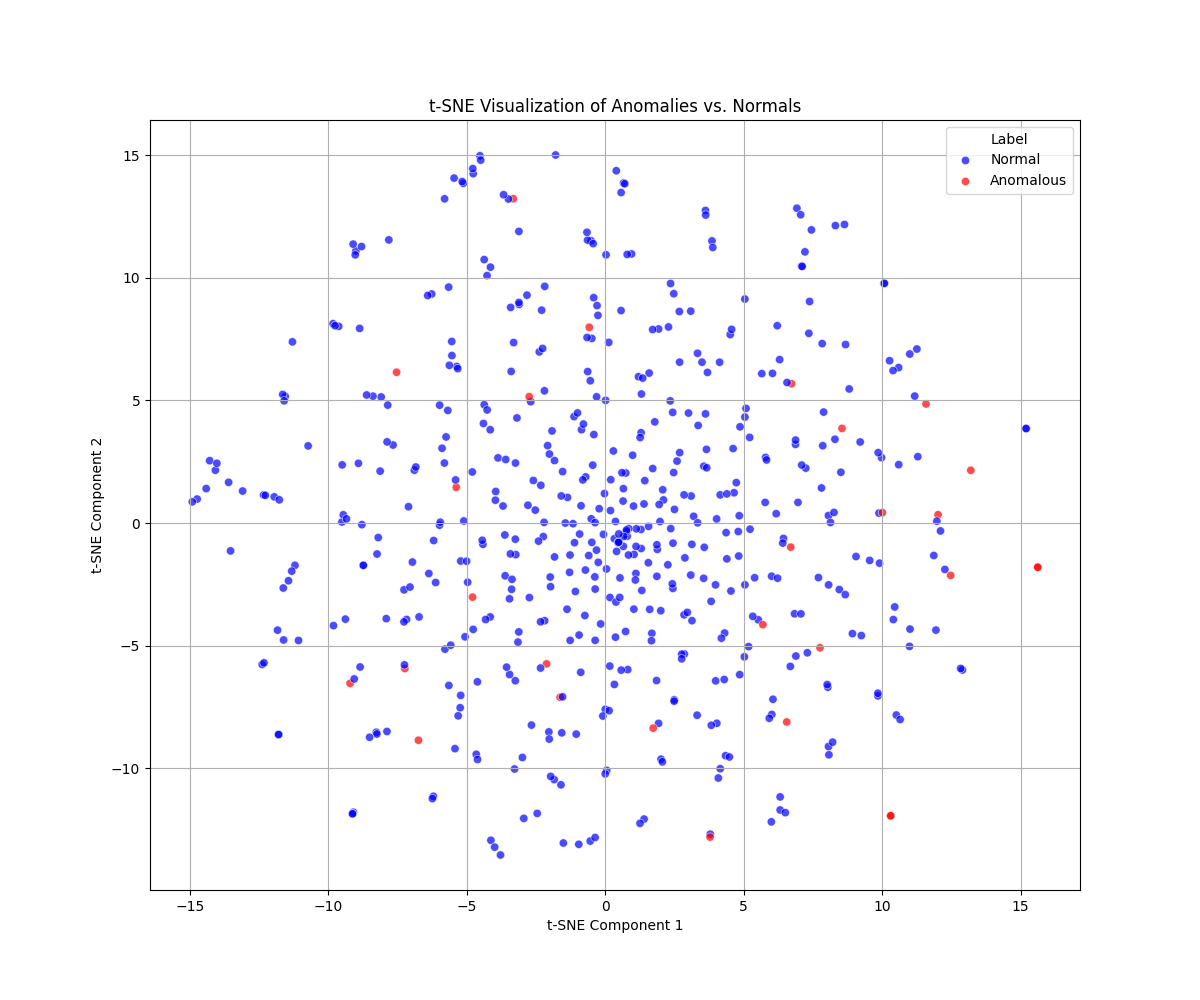 t-SNE Visualization of Anomalies vs. Normals
Label
Normal
Anomalous
15
10
5
0
−5
−10
t-SNE Component 2
−15
−10
−5
0
5
10
15
t-SNE Component 1